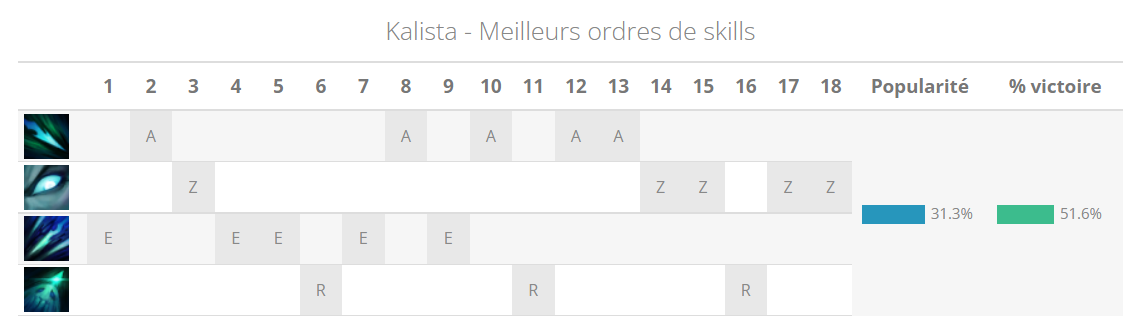 Kalista - Meilleurs ordres de skills
1 2 3 4 5 6 7 8 9 10 11 12 13 14 15 16 17 18 Popularité % victoire
A A A A A
Z Z Z Z Z
31.3% 51.6%
E E E E E
R R R